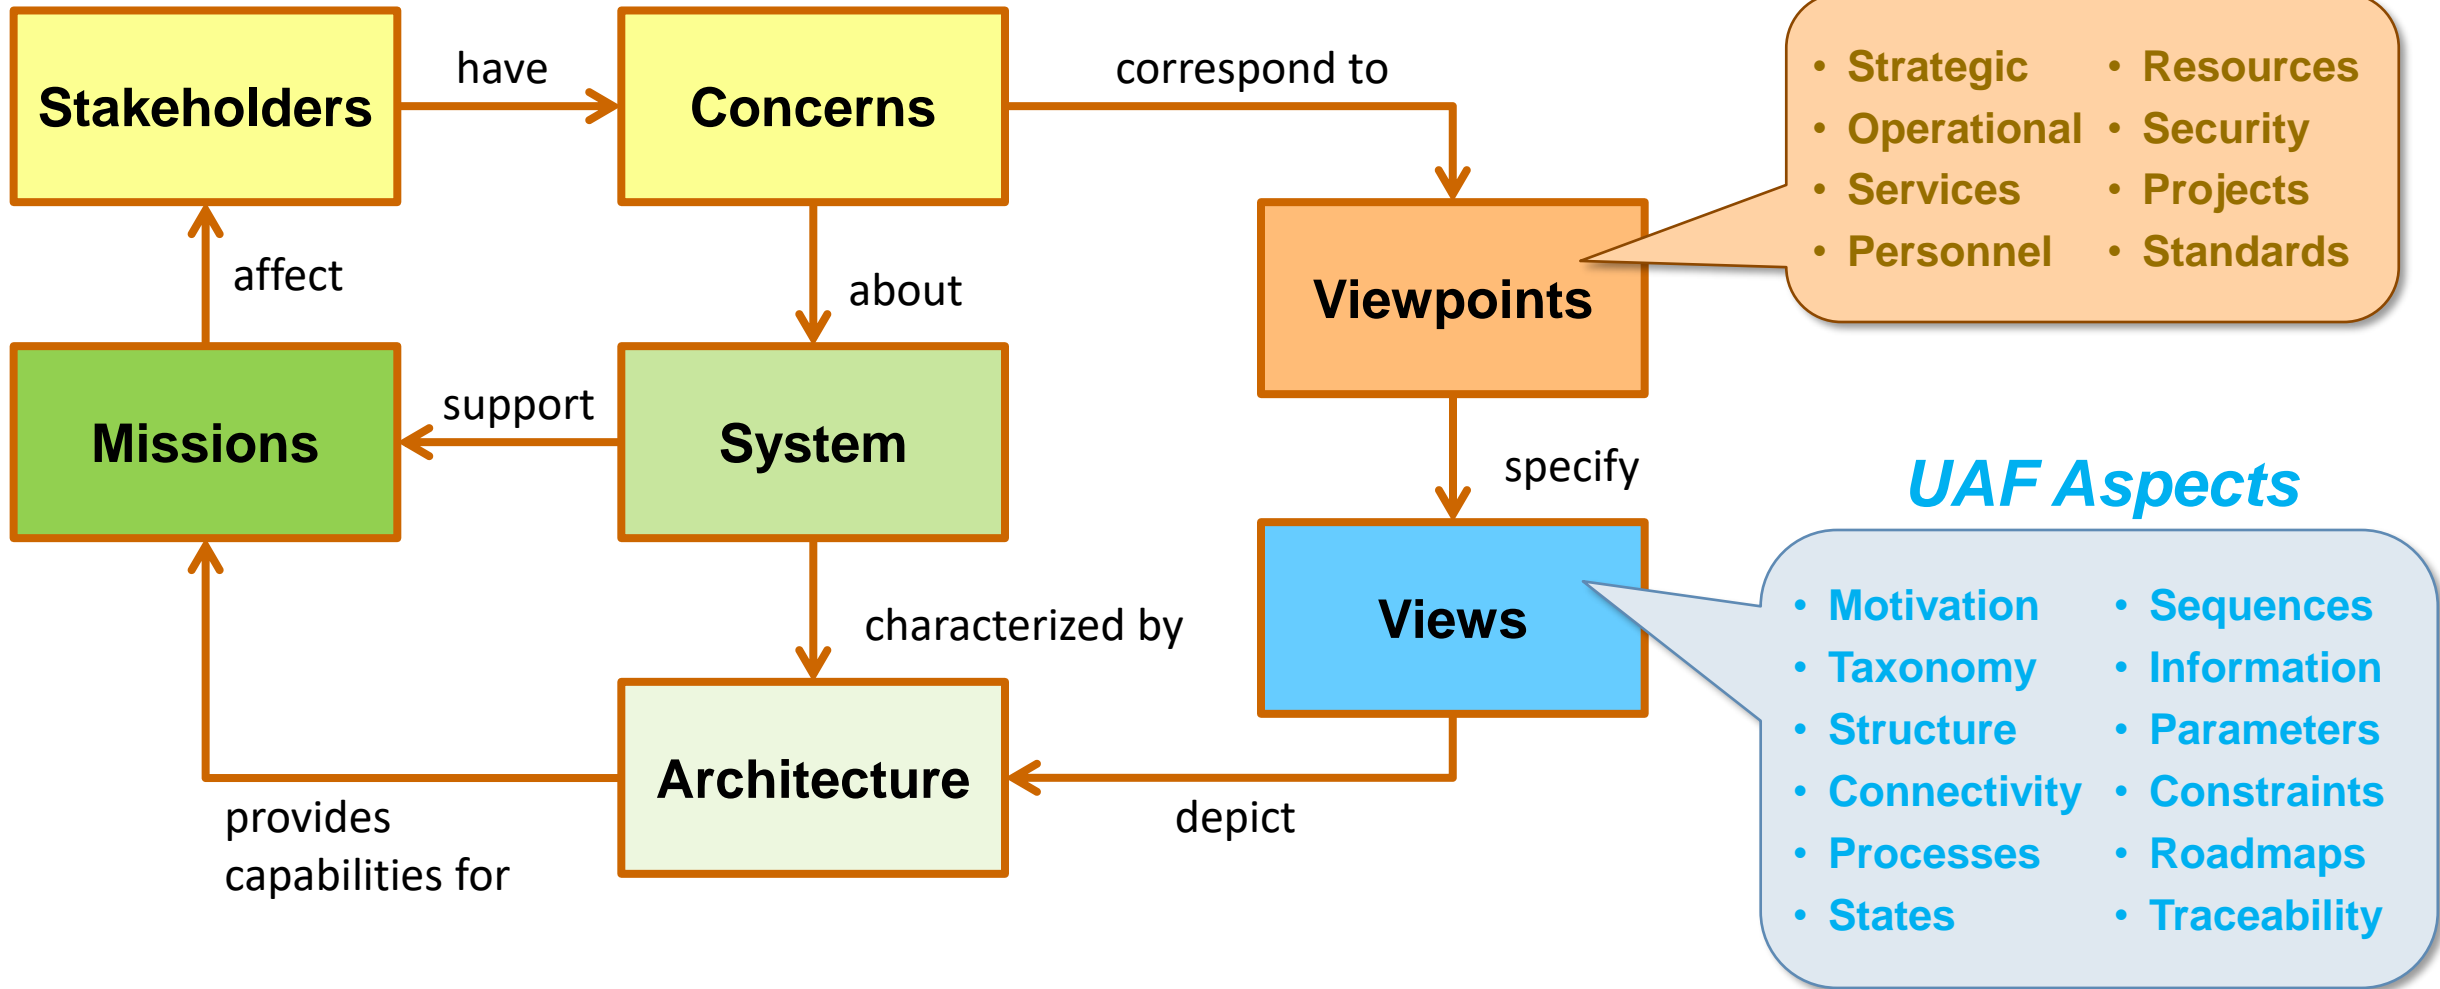 Stakeholders
have
Concerns
correspond to
• Strategic
• Operational
• Services
• Personnel
• Resources
• Security
• Projects
• Standards
affect
about
Viewpoints
Missions
support
System
specify
UAF Aspects
characterized by
Views
• Motivation
• Taxonomy
• Structure
• Connectivity
• Processes
• States
• Sequences
• Information
• Parameters
• Constraints
• Roadmaps
• Traceability
Architecture
provides
capabilities for
depict